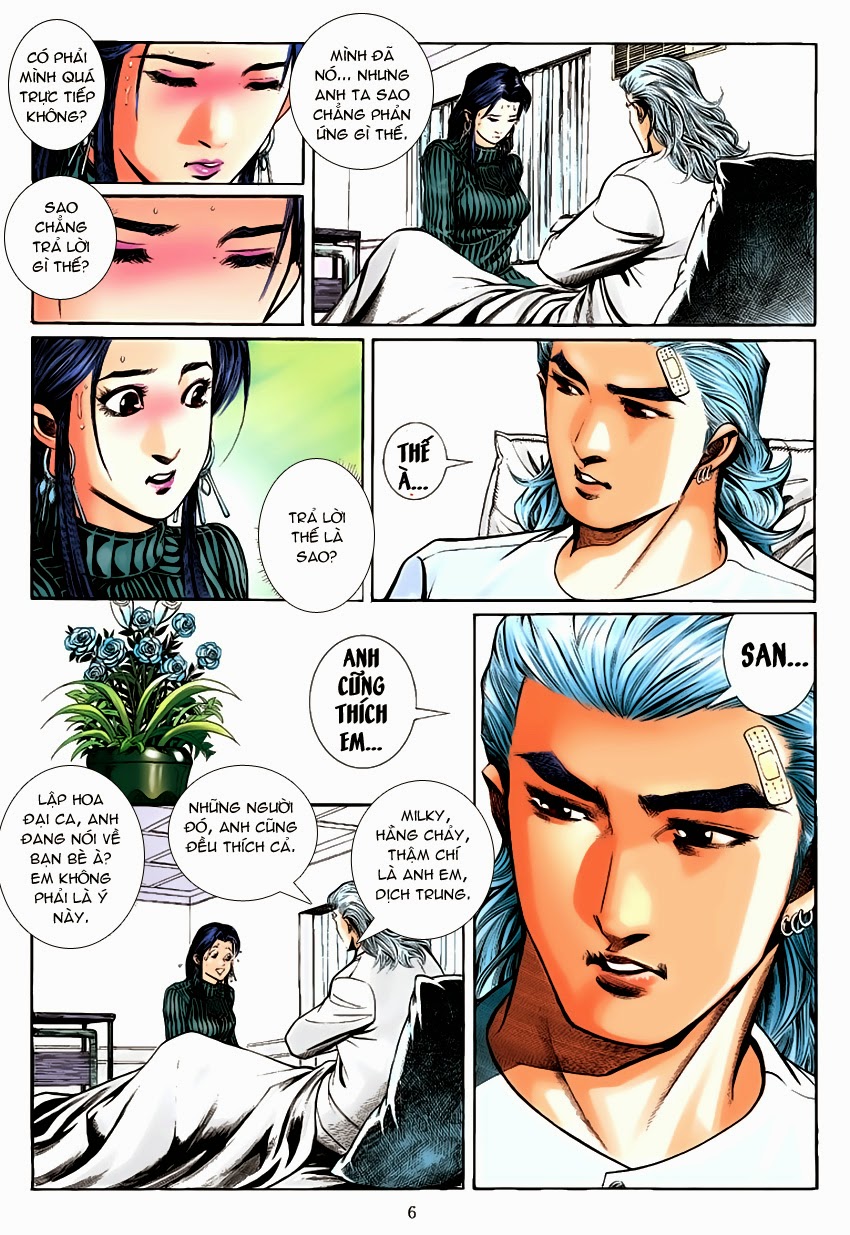 CÓ PHẢI
MÌNH QUÁ
TRỰC TIẾP
KHÔNG?
MÌNH ĐÃ
NÓ... NHƯNG
ANH TA SAO
CHẲNG PHẢN
ỨNG GÌ THẾ.
SAO
CHẲNG
TRẢ LỜI
GÌ THẾ?
TRẢ LỜI
THẾ LÀ
SAO?
THẾ
À...
SAN...
ANH
CŨNG
THÍCH
EM...
LẬP HOA
ĐẠI CA, ANH
ĐANG NÓI VỀ
BẠN BÈ À?
EM KHÔNG
PHẢI LÀ Ý
NÀY.
NHỮNG NGƯỜI
ĐÓ, ANH CŨNG
ĐỀU THÍCH CẢ.
MILKY,
HẰNG CHẢY,
THẬM CHÍ
LÀ ANH EM,
DỊCH TRUNG.
6